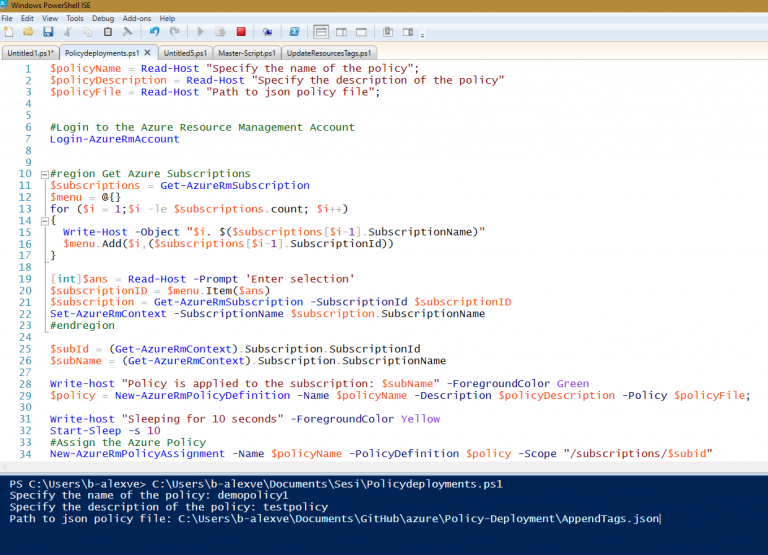 Windows PowerShell ISE
File Edit View Tools Debug Add-ons Help
Untitled1.ps1* Policydeployments.ps1 X Untitled5.ps1 Master-Script.ps1 UpdateResourcesTags.ps1
1 $policyName = Read-Host "Specify the name of the policy";
2 $policyDescription = Read-Host "Specify the description of the policy"
3 $policyFile = Read-Host "Path to json policy file";
4
5
6 #Login to the Azure Resource Management Account
7 Login-AzureRmAccount
8
9
10 #region Get Azure Subscriptions
11 $subscriptions = Get-AzureRmSubscription
12 $menu = @{}
13 for ($i = 1;$i -le $subscriptions.count; $i++)
14 {
15 Write-Host -Object "$i. $($subscriptions[$i-1].SubscriptionName)"
16 $menu.Add($i,($subscriptions[$i-1].SubscriptionId))
17 }
18
19 [int]$ans = Read-Host -Prompt 'Enter selection'
20 $subscriptionID = $menu.Item($ans)
21 $subscription = Get-AzureRmSubscription -SubscriptionId $subscriptionID
22 Set-AzureRmContext -SubscriptionName $subscription.SubscriptionName
23 #endregion
24
25 $subId = (Get-AzureRmContext).Subscription.SubscriptionId
26 $subName = (Get-AzureRmContext).Subscription.SubscriptionName
27
28 Write-host "Policy is applied to the subscription: $subName" -ForegroundColor Green
29 $policy = New-AzureRmPolicyDefinition -Name $policyName -Description $policyDescription -Policy $policyFile;
30
31 Write-host "Sleeping for 10 seconds" -ForegroundColor Yellow
32 Start-Sleep -s 10
33 #Assign the Azure Policy
34 New-AzureRmPolicyAssignment -Name $policyName -PolicyDefinition $policy -Scope "/subscriptions/$subid"
PS C:\Users\b-alexve> C:\Users\b-alexve\Documents\Sesi\Policydeployments.ps1
Specify the name of the policy: demopolicy1
Specify the description of the policy: testpolicy
Path to json policy file: C:\Users\b-alexve\Documents\GitHub\azure\Policy-Deployment\AppendTags.json